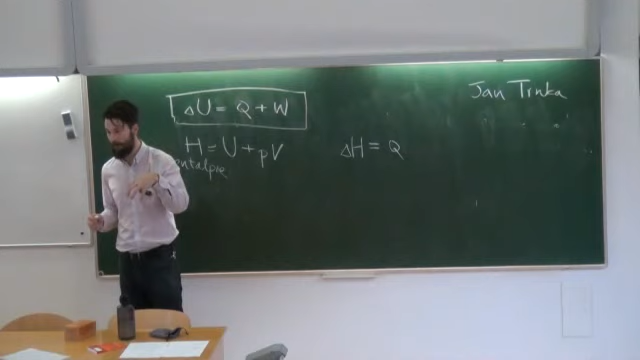 Jan Trnka
ΔU = Q + W
H = U + pV
ΔH = Q
entalpie